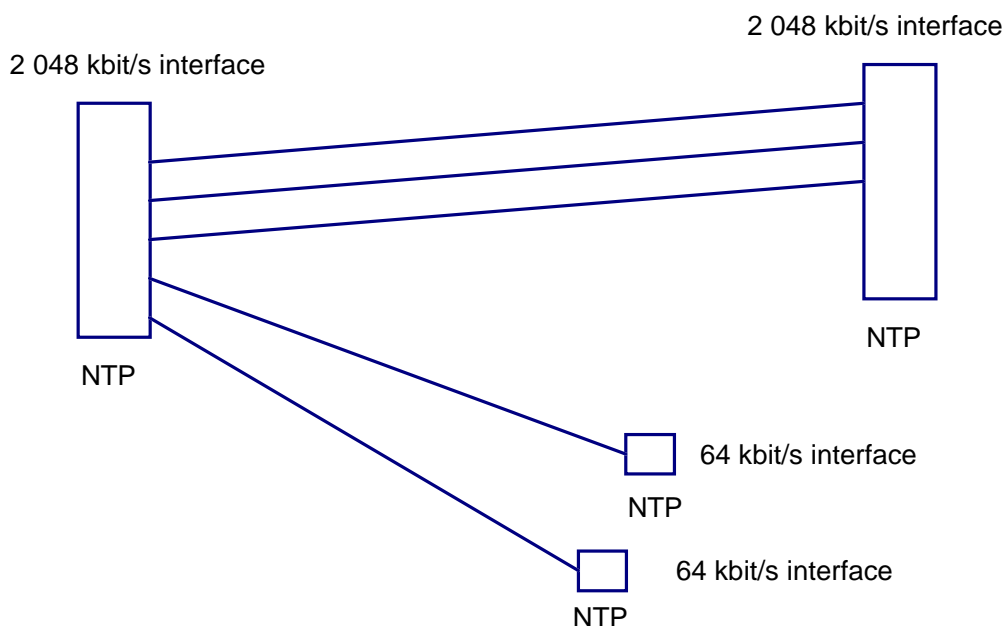 2 048 kbit/s interface
2 048 kbit/s interface
NTP
NTP
64 kbit/s interface
NTP
64 kbit/s interface
NTP